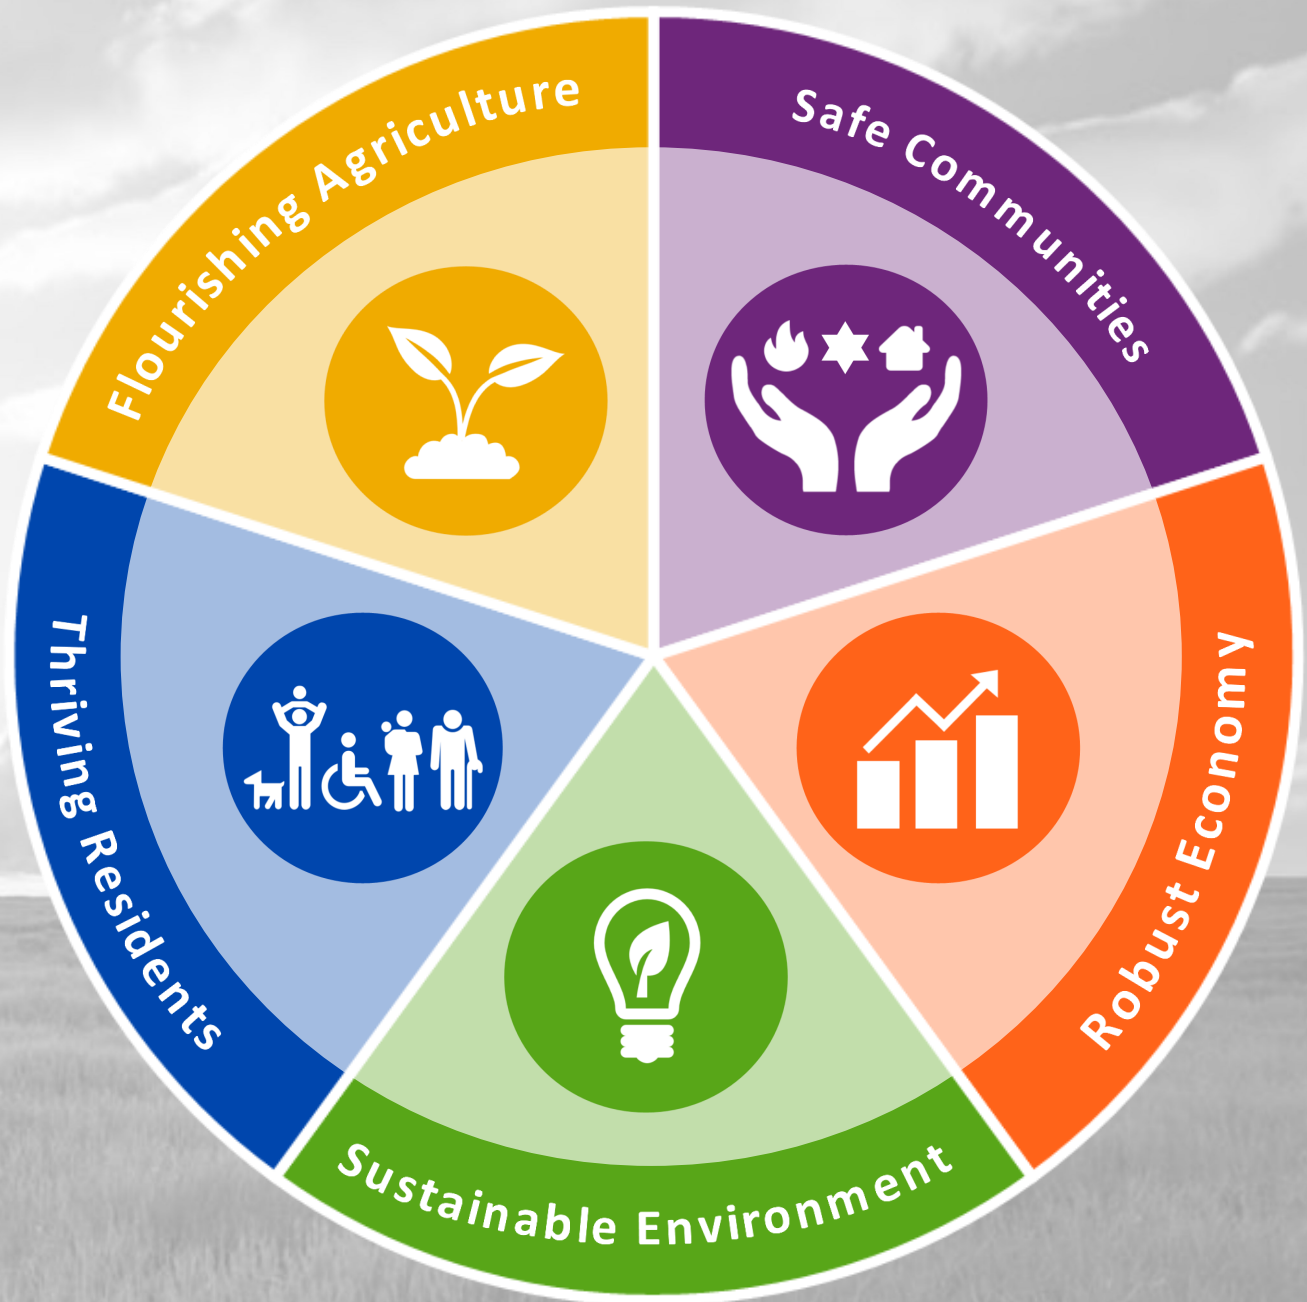 Flourishing Agriculture
Safe Communities
Robust Economy
Sustainable Environment
Thriving Residents